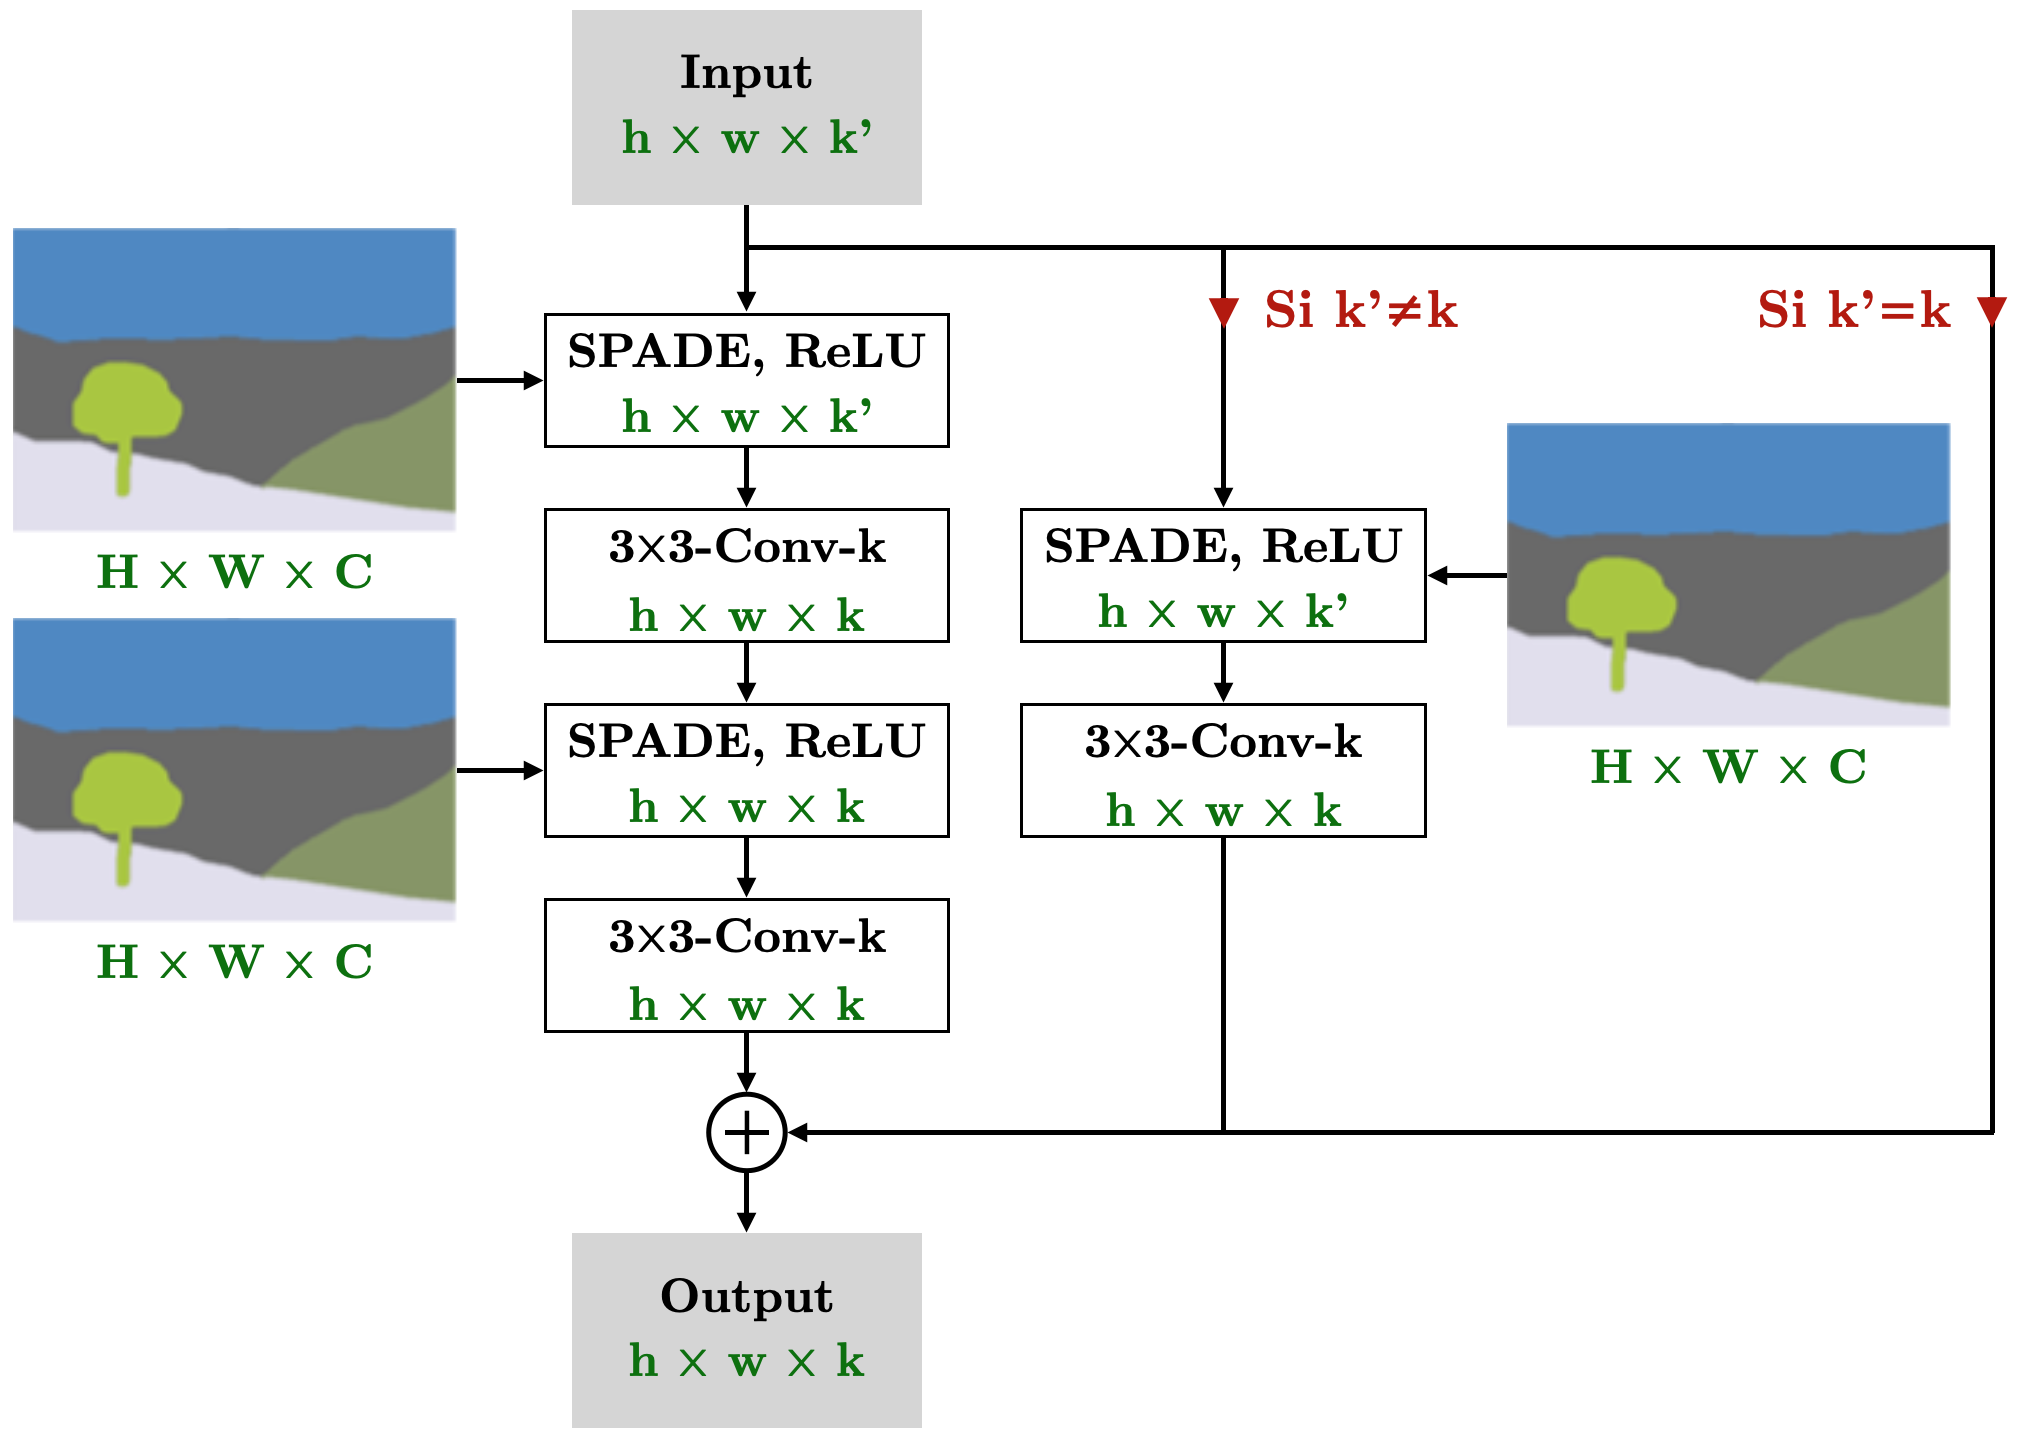 Input
h × w × k’
Si k’≠k
Si k’=k
SPADE, ReLU
h × w × k’
H × W × C
3×3-Conv-k
h × w × k
SPADE, ReLU
h × w × k’
SPADE, ReLU
h × w × k
3×3-Conv-k
h × w × k
H × W × C
H × W × C
3×3-Conv-k
h × w × k
Output
h × w × k